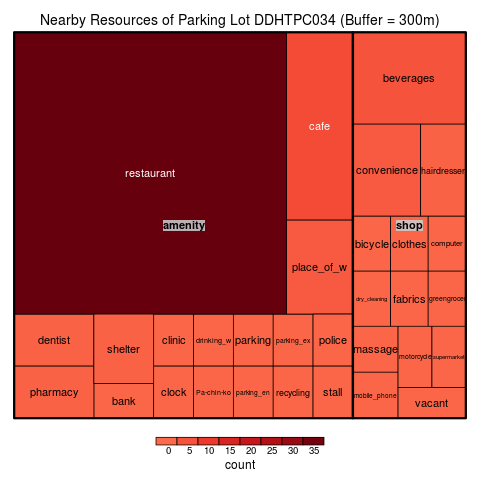 Nearby Resources of Parking Lot DDHTPC034 (Buffer = 300m)
restaurant
amenity
cafe
place_of_w
dentist
pharmacy
shelter
bank
clinic
drinking_w
parking
parking_ex
police
clock
Pa-chin-ko
parking_en
recycling
stall
beverages
convenience
hairdresser
shop
bicycle
clothes
computer
dry_cleaning
fabrics
greengrocer
massage
motorcycle
supermarket
mobile_phone
vacant
0 5 10 15 20 25 30 35
count